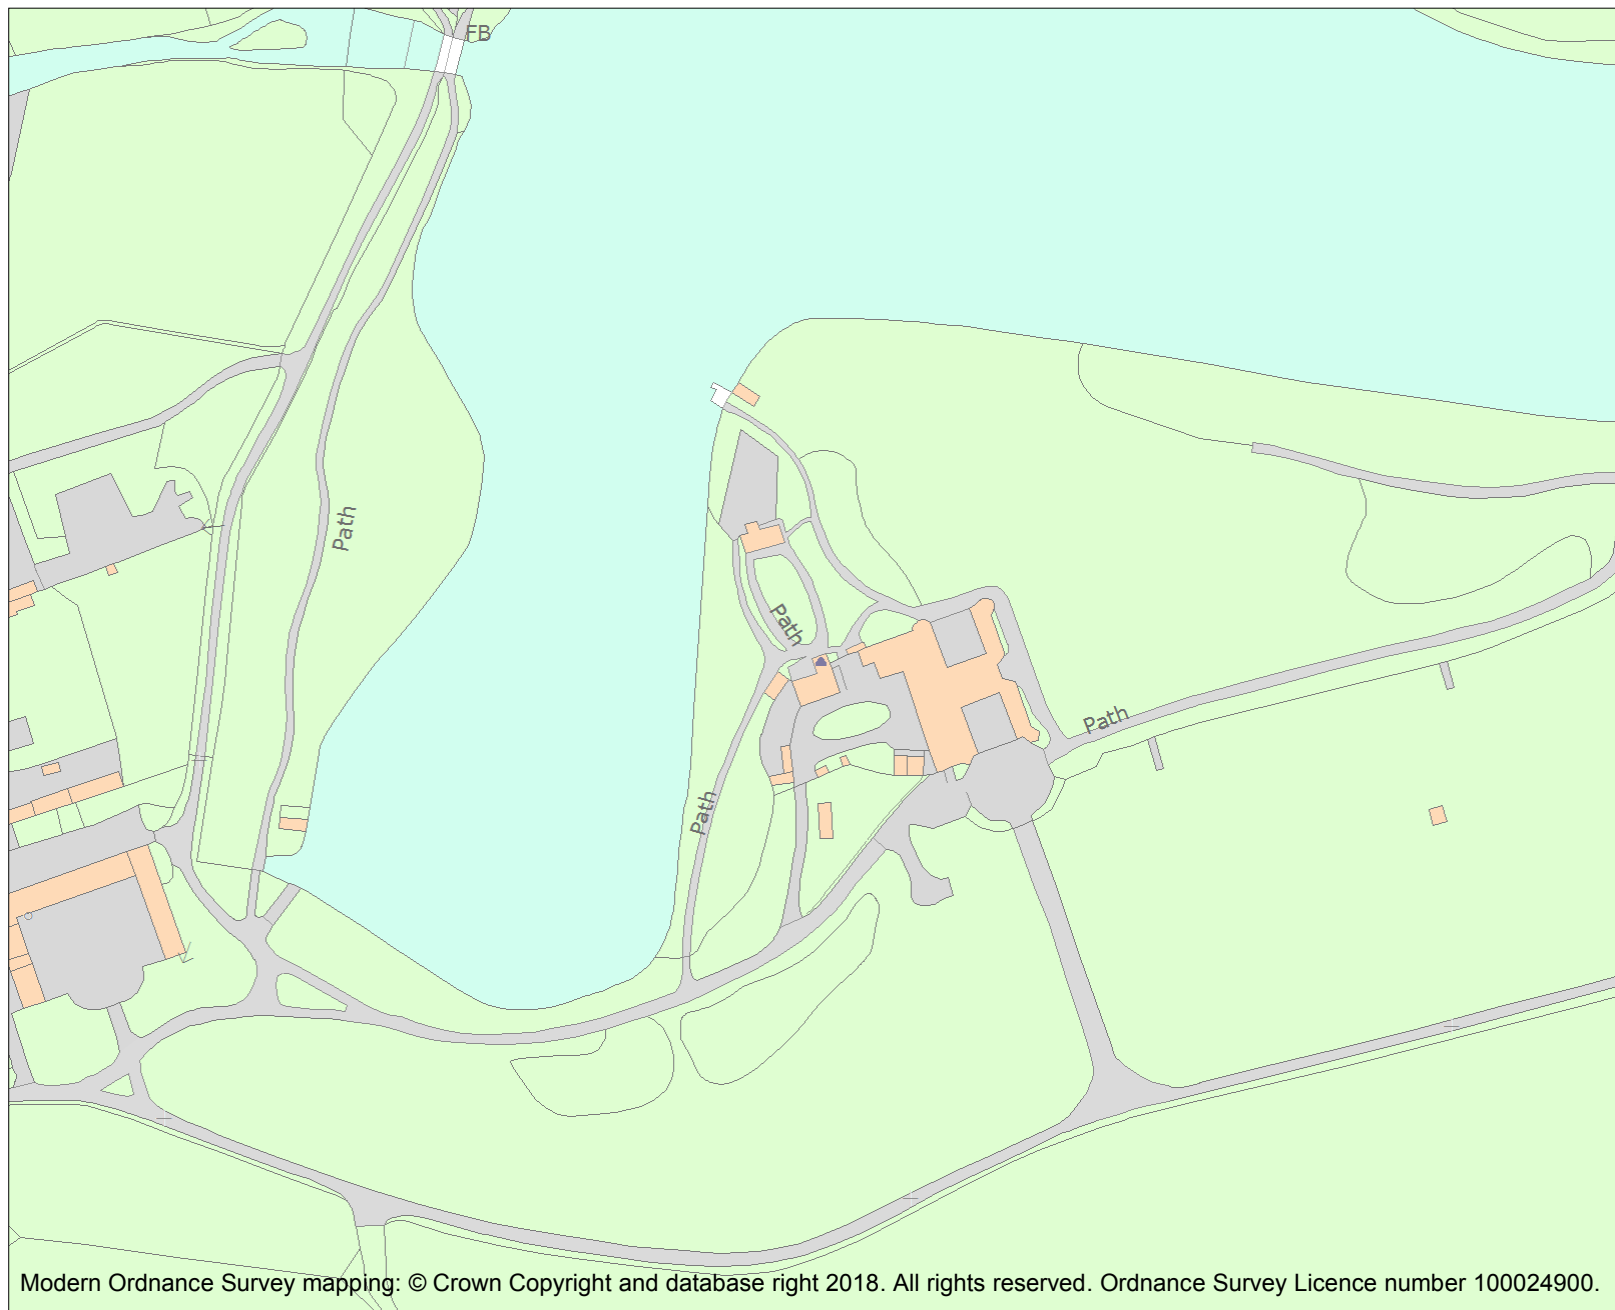 FB
Path
Path
Path
Path
Modern Ordnance Survey mapping: © Crown Copyright and database right 2018. All rights reserved. Ordnance Survey Licence number 100024900.